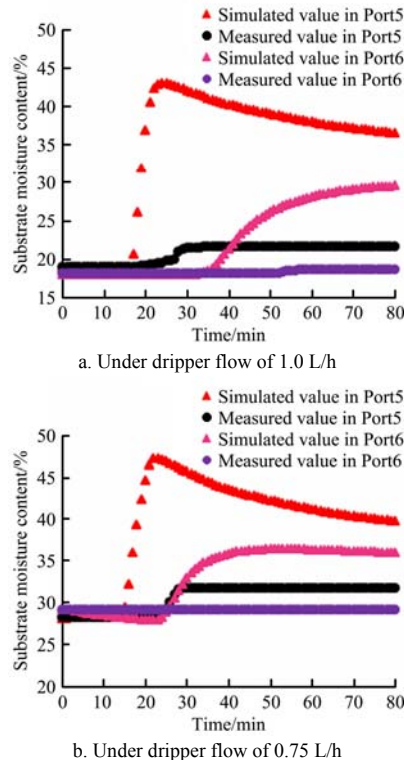 ▲ Simulated value in Port5
● Measured value in Port5
▲ Simulated value in Port6
● Measured value in Port6
Substrate moisture content/%
50
45
40
35
30
25
20
15
0 10 20 30 40 50 60 70 80
Time/min
a. Under dripper flow of 1.0 L/h
▲ Simulated value in Port5
● Measured value in Port5
▲ Simulated value in Port6
● Measured value in Port6
Substrate moisture content/%
50
45
40
35
30
25
20
0 10 20 30 40 50 60 70 80
Time/min
b. Under dripper flow of 0.75 L/h